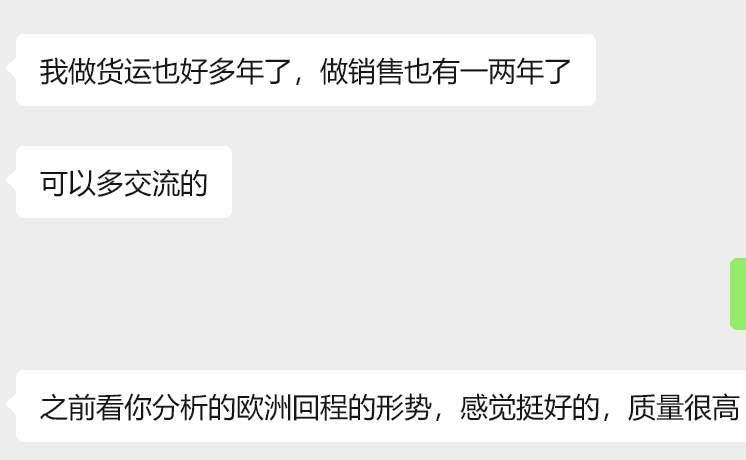 我做货运也好多年了，做销售也有一两年了
可以多交流的
之前看你分析的欧洲回程的形势，感觉挺好的，质量很高